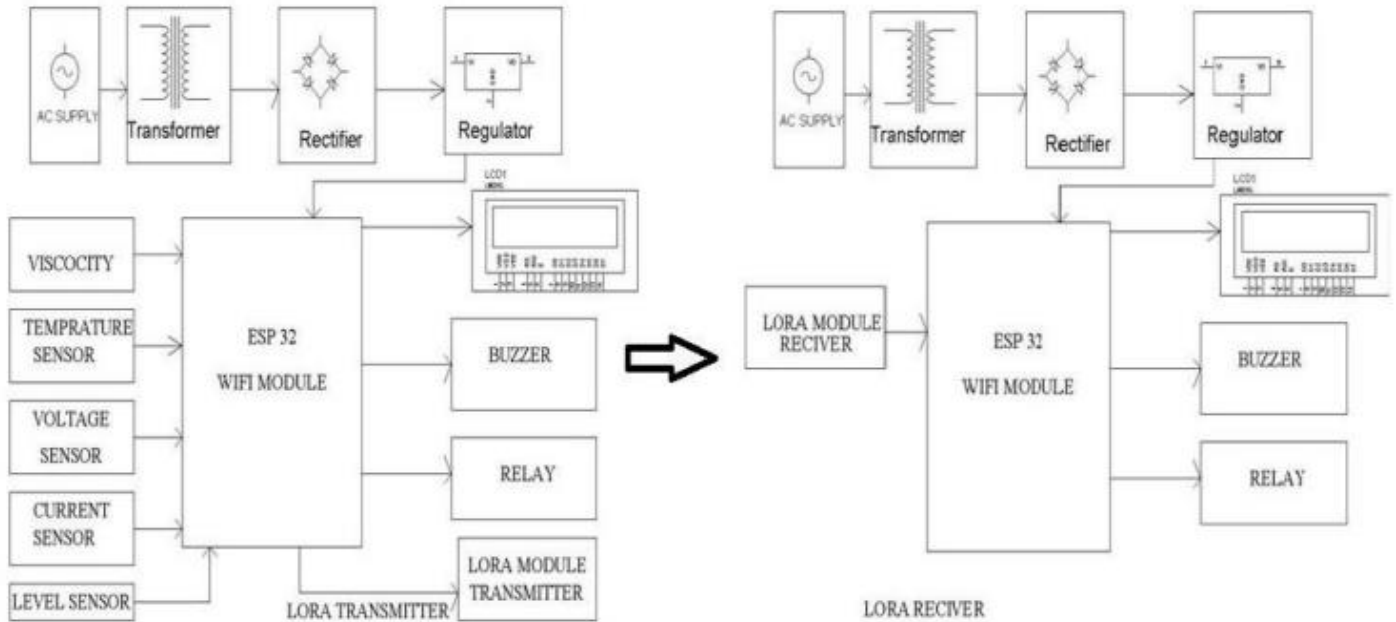 AC SUPPLY
Transformer
Rectifier
Regulator
LCD1
VISCOCITY
TEMPRATURE
SENSOR
VOLTAGE
SENSOR
CURRENT
SENSOR
LEVEL SENSOR
ESP 32
WIFI MODULE
BUZZER
RELAY
LORA MODULE
TRANSMITTER
LORA TRANSMITTER
AC SUPPLY
Transformer
Rectifier
Regulator
LCD1
LORA MODULE
RECIVER
ESP 32
WIFI MODULE
BUZZER
RELAY
LORA RECIVER